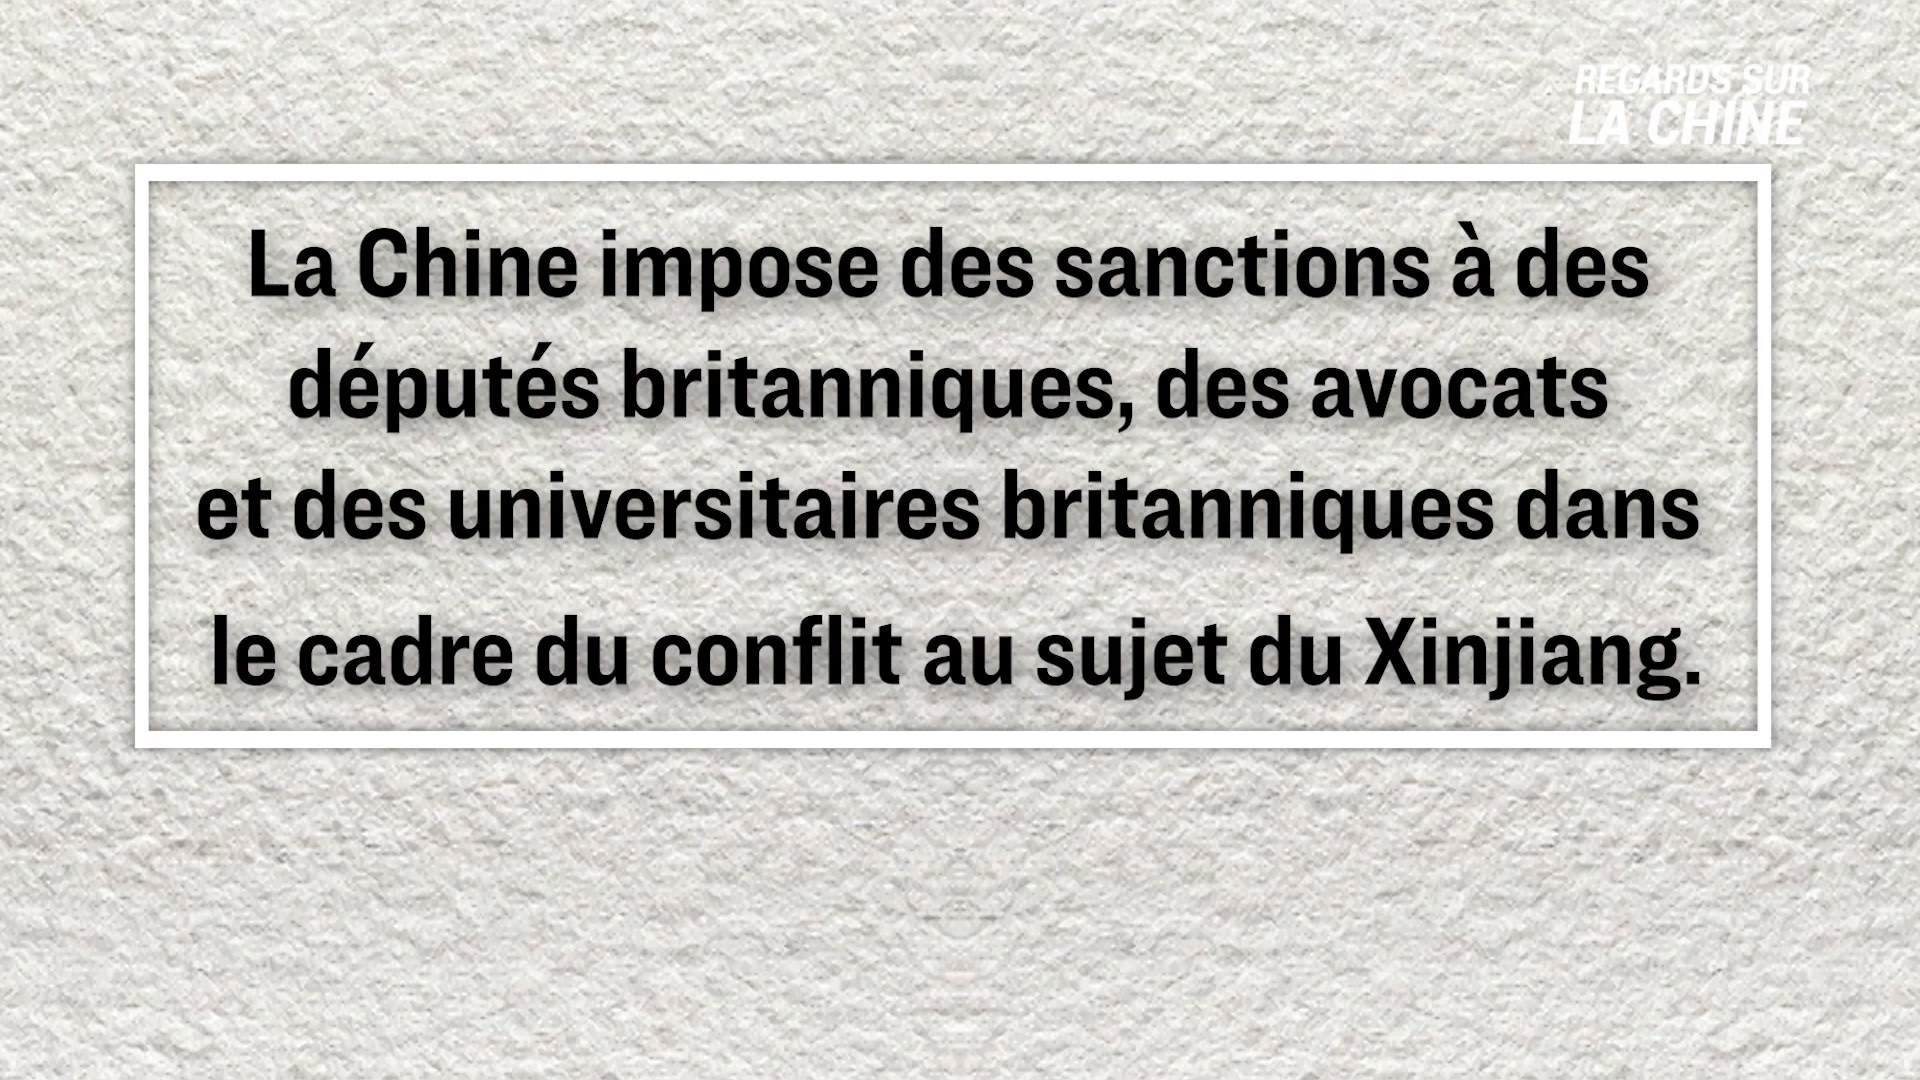 REGARDS SUR
LA CHINE
La Chine impose des sanctions à des
députés britanniques, des avocats
et des universitaires britanniques dans
le cadre du conflit au sujet du Xinjiang.